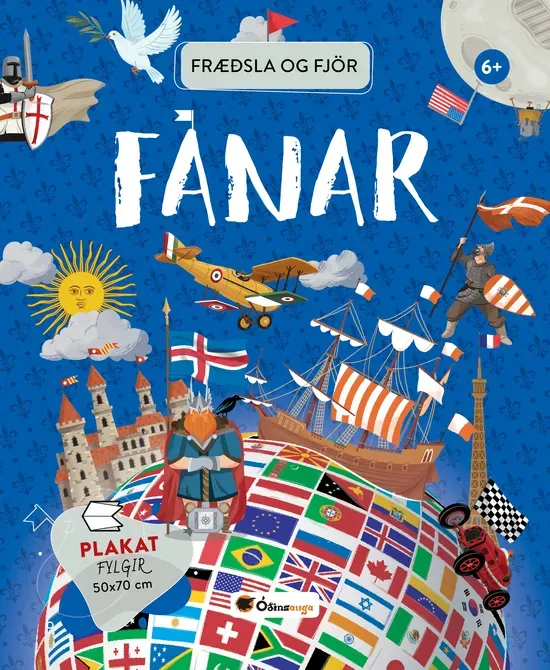 FRÆÐSLA OG FJÖR
6+
FÁNAR
PLAKAT
FYLGIR
50x70 cm
Óðinsauga